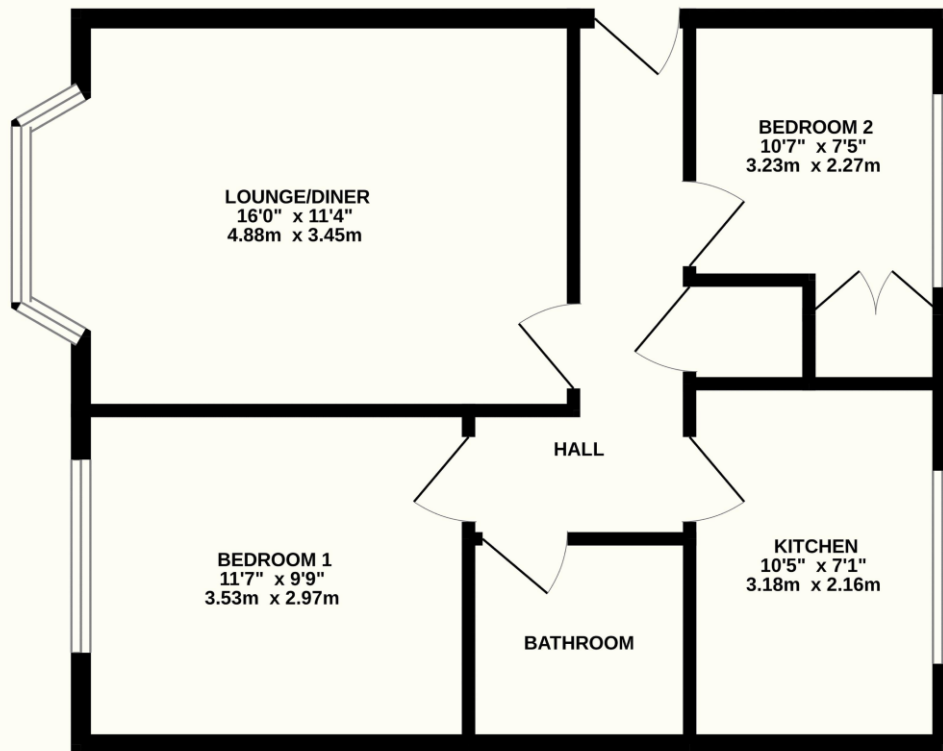 LOUNGE/DINER
16'0" x 11'4"
4.88m x 3.45m
BEDROOM 2
10'7" x 7'5"
3.23m x 2.27m
HALL
BEDROOM 1
11'7" x 9'9"
3.53m x 2.97m
BATHROOM
KITCHEN
10'5" x 7'1"
3.18m x 2.16m